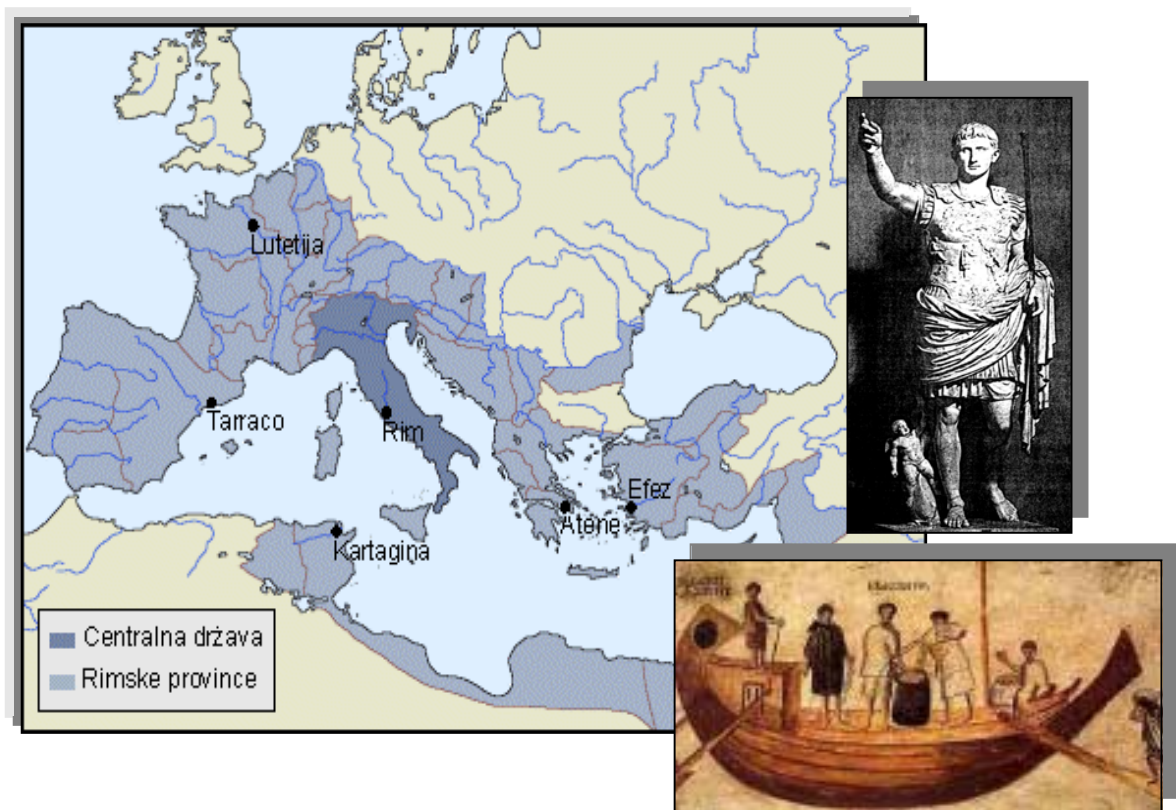 Lutetija
Tarraco
Rim
Efez
Atene
Kartagina
Centralna država
Rimske province